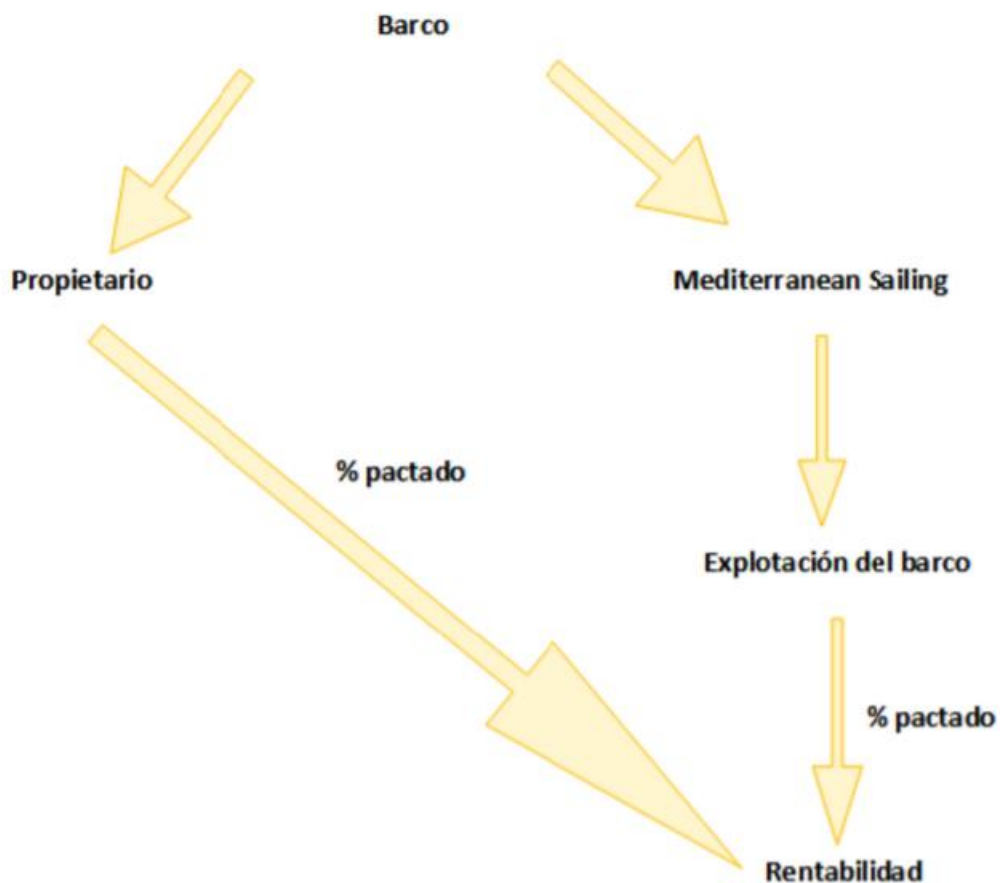 Barco
Propietario
Mediterranean Sailing
% pactado
Explotación del barco
% pactado
Rentabilidad